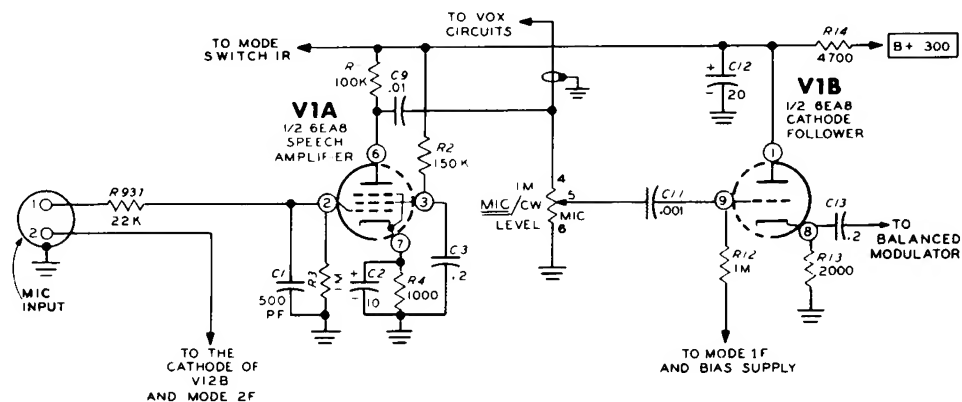 TO VOX
CIRCUITS
TO MODE
SWITCH 1R
R14
4700
B+ 300
R
100K
C9
.01
C12
+
-
20
V1A
1/2 6EA8
SPEECH
AMPLIFIER
V1B
1/2 6EA8
CATHODE
FOLLOWER
R2
150K
6
1
R931
22K
1
2
2
3
7
4
5
6
1M
MIC/CW
LEVEL
MIC
C11
.001
9
8
C13
.2
TO
BALANCED
MODULATOR
MIC
INPUT
C1
500
PF
R3
1M
C2
+
-
10
R4
1000
C3
.2
R12
1M
R13
2000
TO THE
CATHODE OF
V12B
AND MODE 2F
TO MODE 1F
AND BIAS SUPPLY